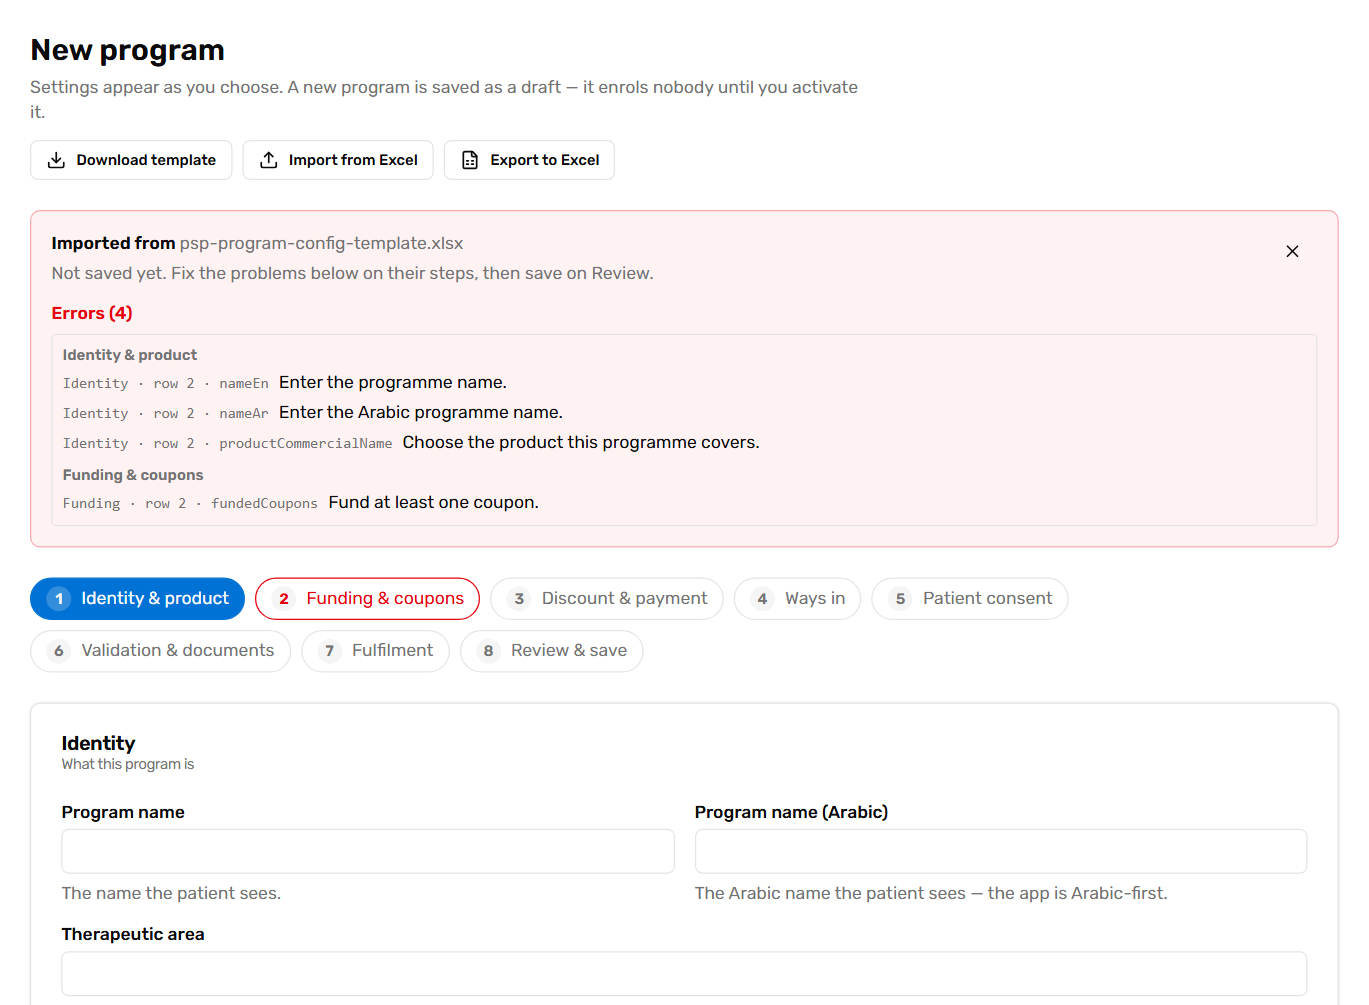 New program
Settings appear as you choose. A new program is saved as a draft — it enrols nobody until you activate
it.
Download template
Import from Excel
Export to Excel
Imported from psp-program-config-template.xlsx
Not saved yet. Fix the problems below on their steps, then save on Review.
Errors (4)
Identity & product
Identity · row 2 · nameEn Enter the programme name.
Identity · row 2 · nameAr Enter the Arabic programme name.
Identity · row 2 · productCommercialName Choose the product this programme covers.
Funding & coupons
Funding · row 2 · fundedCoupons Fund at least one coupon.
1 Identity & product
2 Funding & coupons
3 Discount & payment
4 Ways in
5 Patient consent
6 Validation & documents
7 Fulfilment
8 Review & save
Identity
What this program is
Program name
Program name (Arabic)
The name the patient sees.
The Arabic name the patient sees — the app is Arabic-first.
Therapeutic area